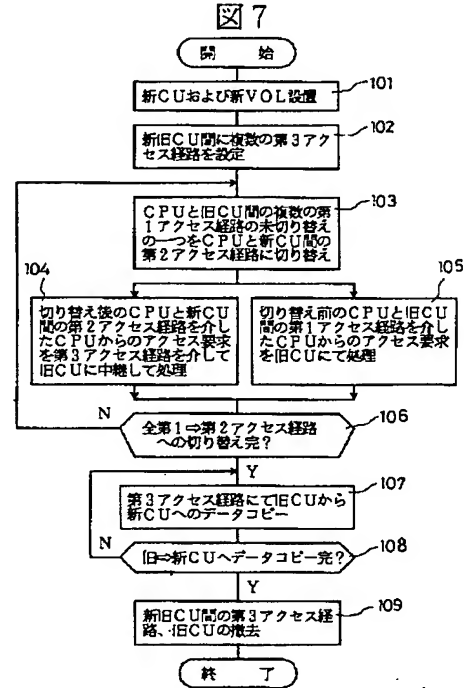 図7
開 始
101
新CUおよび新VOL設置
102
新旧CU間に複数の第3アク
セス経路を設定
103
CPUと旧CU間の複数の第
1アクセス経路の未切り替え
の一つをCPUと新CU間の
第2アクセス経路に切り替え
104
切り替え後のCPUと新CU
間の第2アクセス経路を介し
たCPUからのアクセス要求
を第3アクセス経路を介して
旧CUに中継して処理
105
切り替え前のCPUと旧CU
間の第1アクセス経路を介し
たCPUからのアクセス要求
を旧CUにて処理
N
106
全第1⇒第2アクセス経路
への切り替え完?
Y
107
第3アクセス経路にて旧CUから
新CUへのデータコピー
N
108
旧⇒新CUへデータコピー完?
Y
109
新旧CU間の第3アクセス経
路、旧CUの撤去
終 了